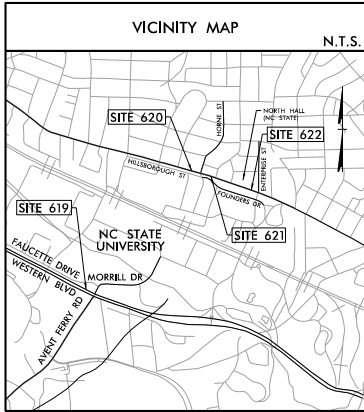 VICINITY MAP
N.T.S.
HORNE ST
NORTH HALL
(NC STATE)
SITE 620
SITE 622
HILLSBOROUGH ST
ENTERPRISE ST
FOUNDERS DR
SITE 619
NC STATE
UNIVERSITY
SITE 621
FAUCETTE DRIVE
WESTERN BLVD
MORRILL DR
AVENT FERRY RD